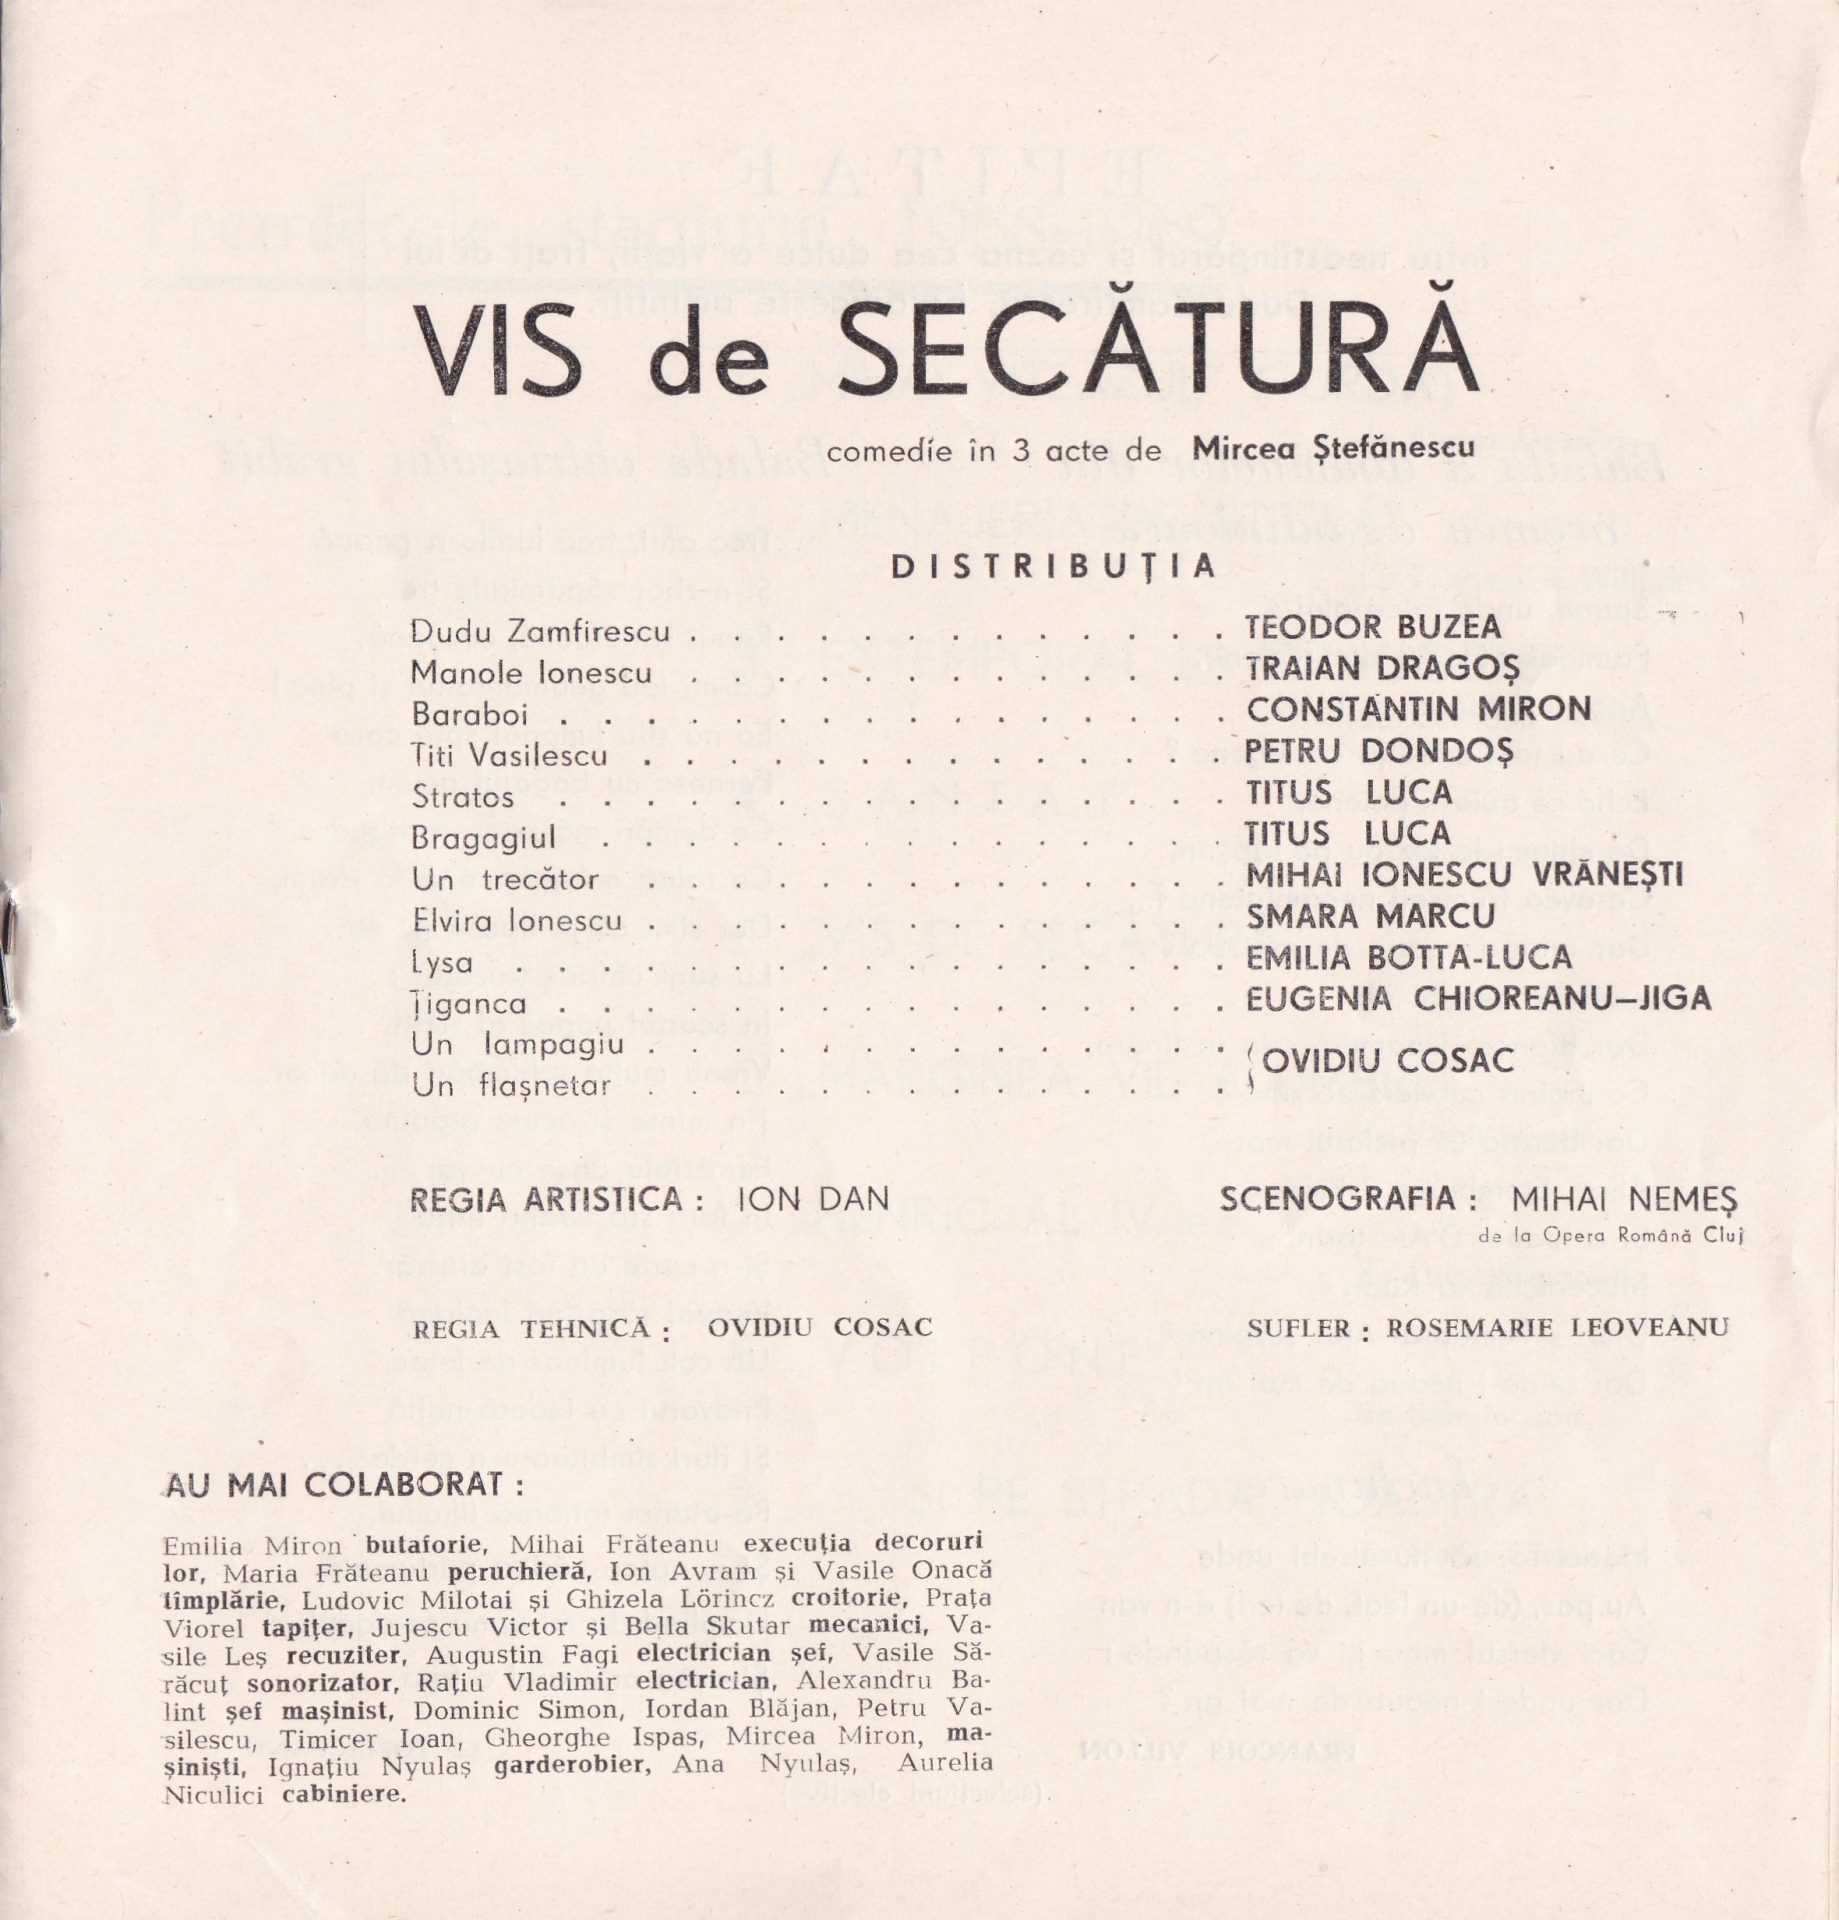 VIS de SECĂTURĂ
comedie în 3 acte de Mircea Ștefănescu
DISTRIBUȚIA
Dudu Zamfirescu . . . . . . . . . . . . . TEODOR BUZEA
Manole Ionescu . . . . . . . . . . . . . TRAIAN DRAGOȘ
Baraboi . . . . . . . . . . . . . . . . CONSTANTIN MIRON
Titi Vasilescu . . . . . . . . . . . . . . PETRU DONDOȘ
Stratos . . . . . . . . . . . . . . . . TITUS LUCA
Bragagiul . . . . . . . . . . . . . . . TITUS LUCA
Un trecător . . . . . . . . . . . . . . MIHAI IONESCU VRĂNEȘTI
Elvira Ionescu . . . . . . . . . . . . . . SMARA MARCU
Lysa . . . . . . . . . . . . . . . . . EMILIA BOTTA-LUCA
Țiganca . . . . . . . . . . . . . . . . EUGENIA CHIOREANU–JIGA
Un lampagiu . . . . . . . . . . . . . .
OVIDIU COSAC
Un flașnetar . . . . . . . . . . . . . .
REGIA ARTISTICA : ION DAN SCENOGRAFIA : MIHAI NEMEȘ
de la Opera Română Cluj
REGIA TEHNICĂ : OVIDIU COSAC SUFLER : ROSEMARIE LEOVEANU
AU MAI COLABORAT :
Emilia Miron butaforie, Mihai Frăteanu execuția decoruri
lor, Maria Frăteanu peruchieră, Ion Avram și Vasile Onacă
tîmplărie, Ludovic Milotai și Ghizela Lörincz croitorie, Prața
Viorel tapițer, Jujescu Victor și Bella Skutar mecanici, Va-
sile Leș recuziter, Augustin Fagi electrician șef, Vasile Să-
răcuț sonorizator, Rațiu Vladimir electrician, Alexandru Ba-
lint șef mașinist, Dominic Simon, Iordan Blăjan, Petru Va-
silescu, Timicer Ioan, Gheorghe Ispas, Mircea Miron, ma-
șiniști, Ignațiu Nyulaș garderobier, Ana Nyulaș, Aurelia
Niculici cabiniere.